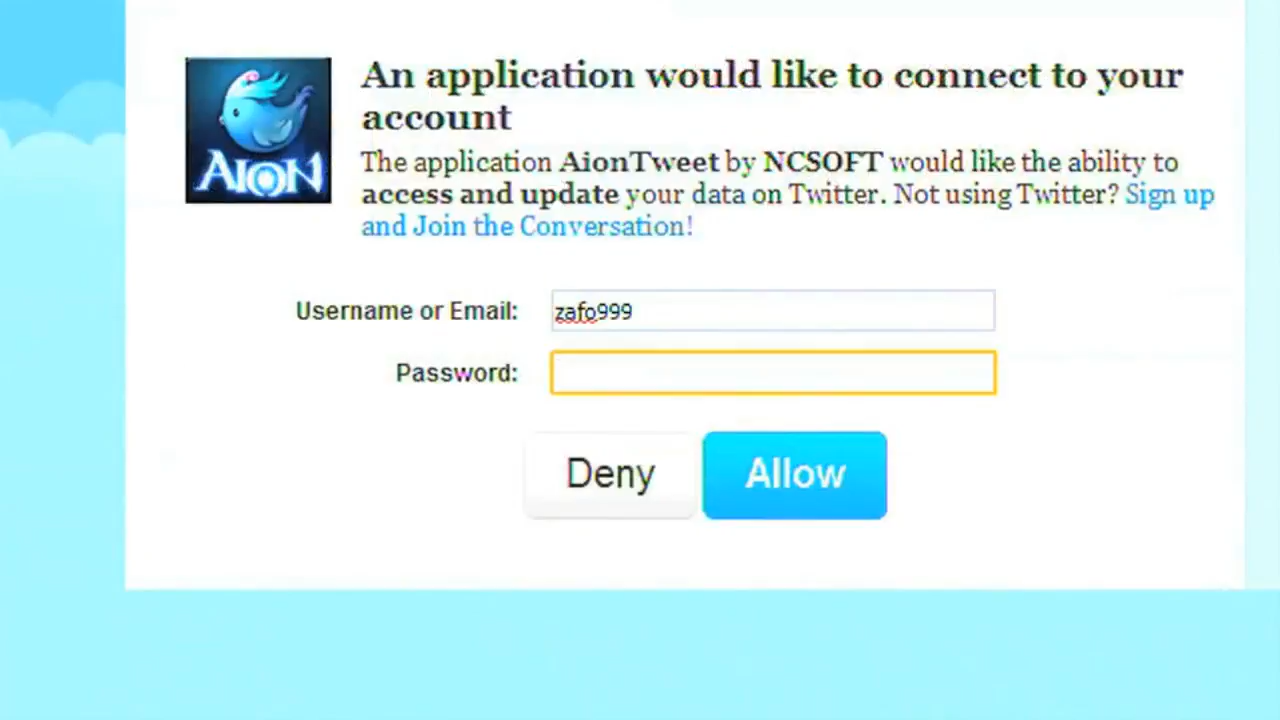 AION
An application would like to connect to your
account
The application AionTweet by NCSOFT would like the ability to
access and update your data on Twitter. Not using Twitter? Sign up
and Join the Conversation!
Username or Email: zafo999
Password:
Deny Allow